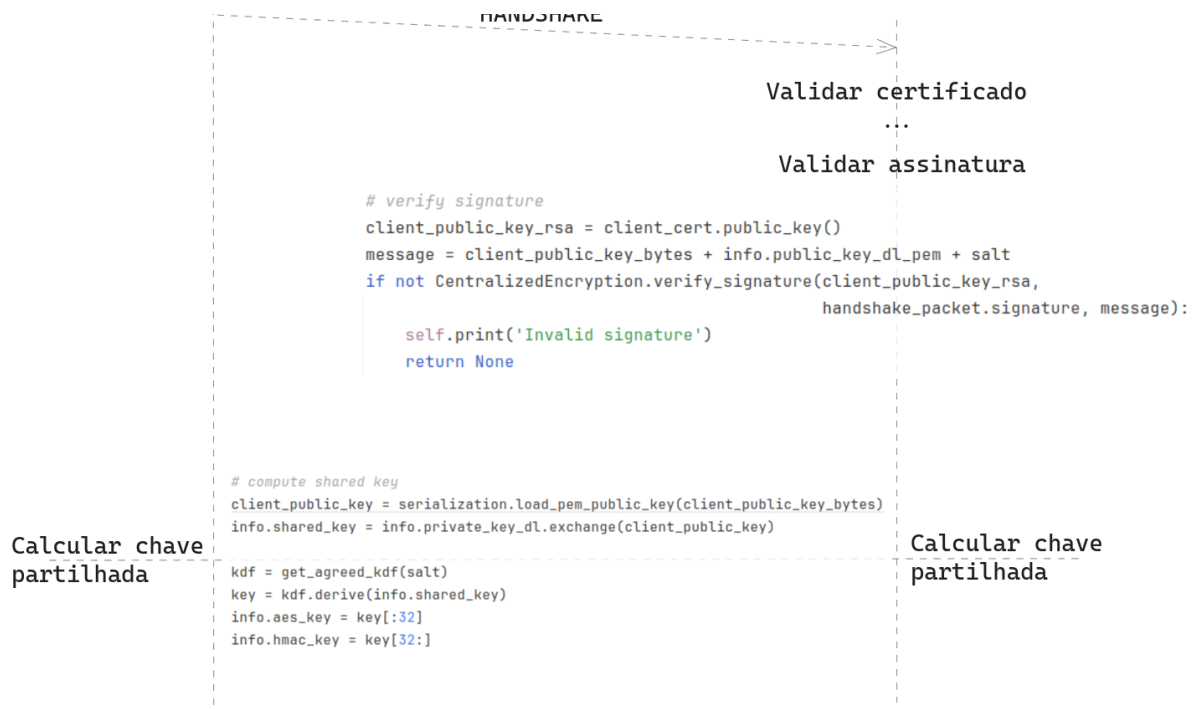 HANDSHARE
Validar certificado
...
Validar assinatura
# verify signature
client_public_key_rsa = client_cert.public_key()
message = client_public_key_bytes + info.public_key_dl_pem + salt
if not CentralizedEncryption.verify_signature(client_public_key_rsa,
handshake_packet.signature, message):
self.print('Invalid signature')
return None
# compute shared key
client_public_key = serialization.load_pem_public_key(client_public_key_bytes)
info.shared_key = info.private_key_dl.exchange(client_public_key)
Calcular chave
partilhada
Calcular chave
partilhada
kdf = get_agreed_kdf(salt)
key = kdf.derive(info.shared_key)
info.aes_key = key[:32]
info.hmac_key = key[32:]